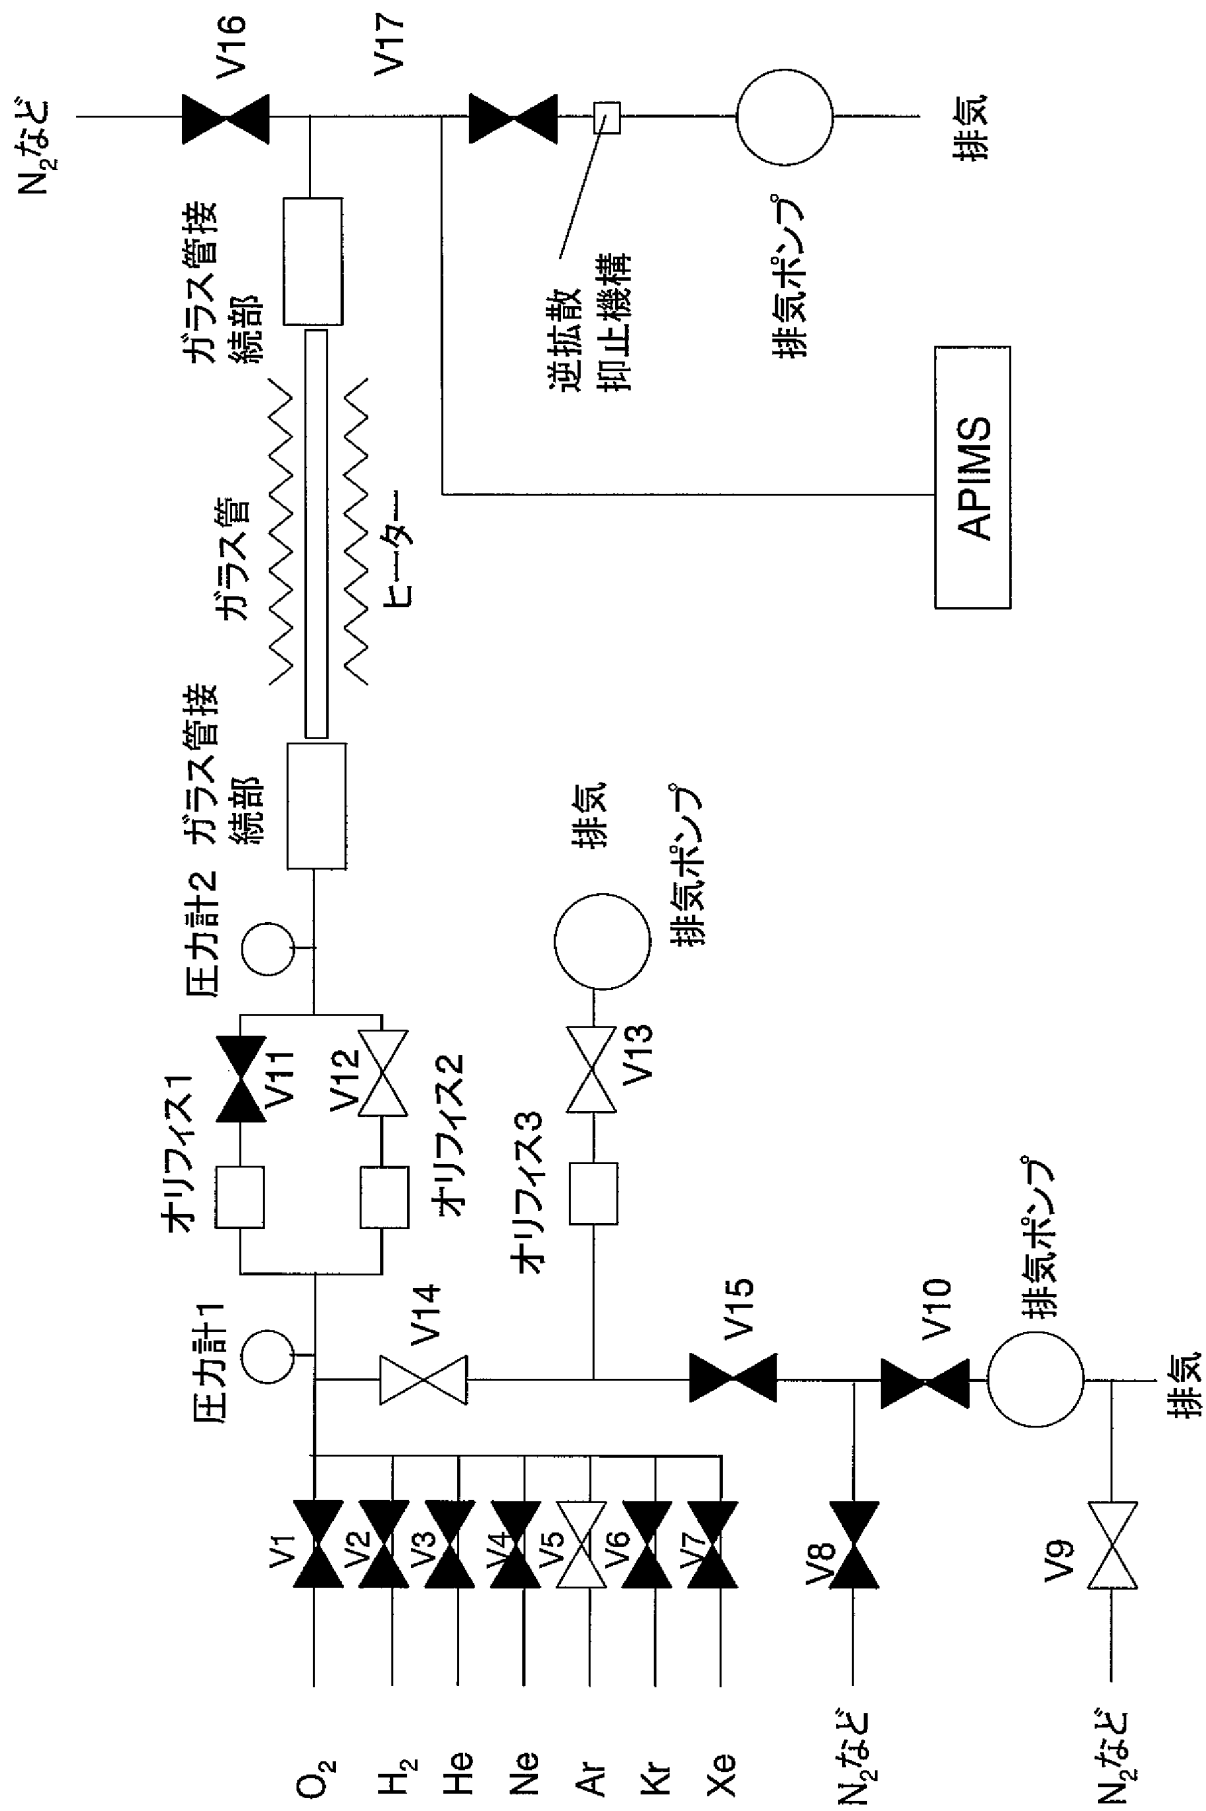 N₂など
V16
V17
ガラス管接
続部
逆拡散
抑止機構
排気ポンプ
排気
ガラス管
ヒーター
APIMS
圧力計2
ガラス管接
続部
オリフィス1
V11
V12
オリフィス2
オリフィス3
V13
排気
排気ポンプ
圧力計1
V14
V15
V10
排気ポンプ
排気
O₂
V1
H₂
V2
He
V3
Ne
V4
Ar
V5
Kr
V6
Xe
V7
N₂など
V8
N₂など
V9